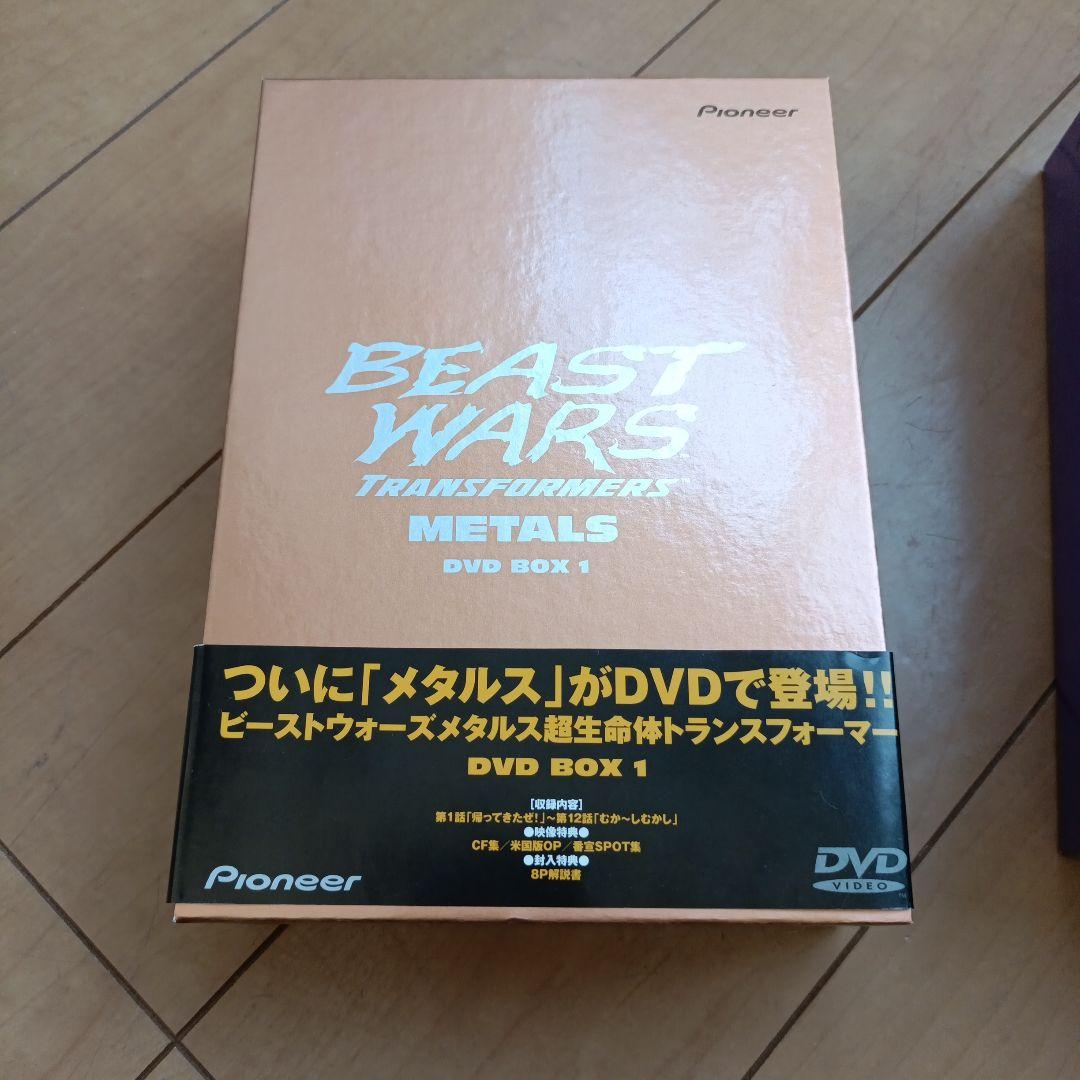 Pioneer
BEAST
WARS
TRANSFORMERS™
METALS
DVD BOX 1
ついに「メタルス」がDVDで登場!!
ビーストウォーズメタルス超生命体トランスフォーマー
DVD BOX 1
[収録内容]
第1話「帰ってきたぜ!」~第12話「むか~しむかし」
●映像特典●
CF集/米国版OP/番宣SPOT集
●封入特典●
8P解説書
Pioneer
DVD
VIDEO
™